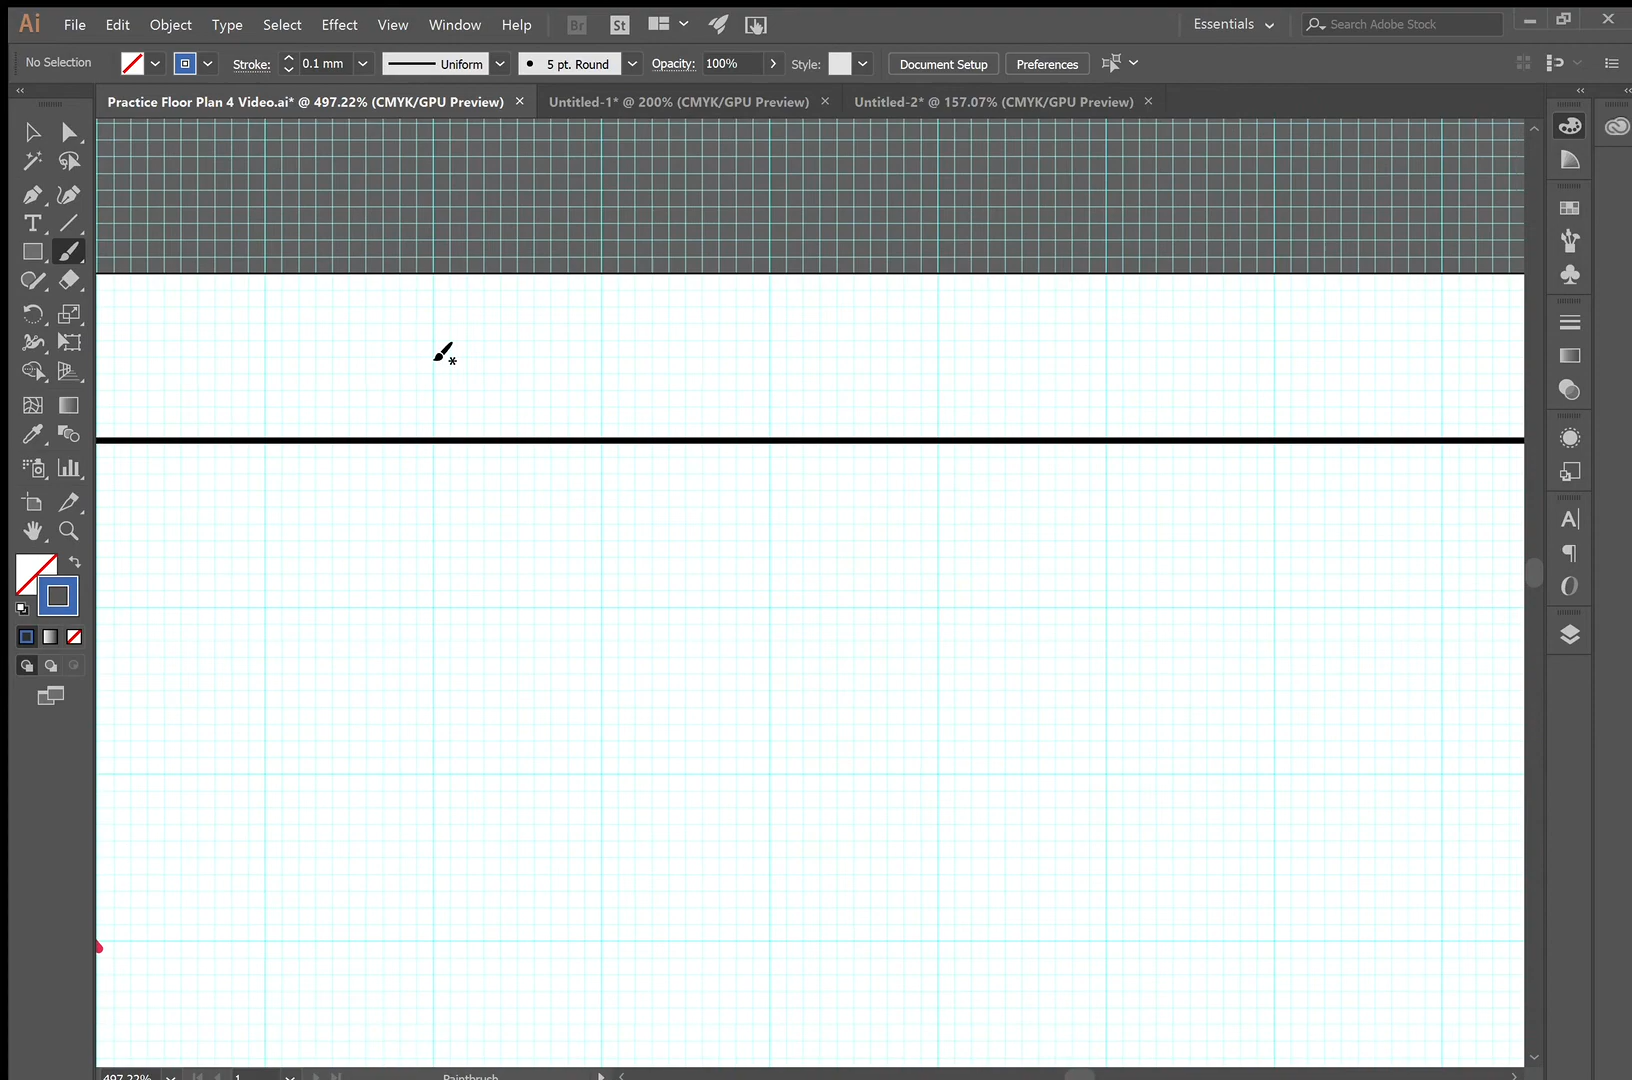 Ai File Edit Object Type Select Effect View Window Help Br St Essentials Search Adobe Stock
No Selection Stroke: 0.1 mm Uniform 5 pt. Round Opacity: 100% Style: Document Setup Preferences
Practice Floor Plan 4 Video.ai* @ 497.22% (CMYK/GPU Preview) Untitled-1* @ 200% (CMYK/GPU Preview) Untitled-2* @ 157.07% (CMYK/GPU Preview)
497.22% 1 Paintbrush